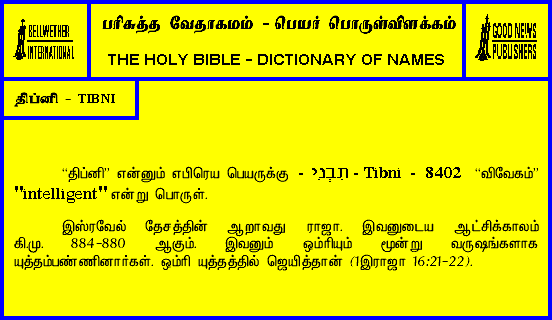 BELLWETHER
INTERNATIONAL
பரிசுத்த வேதாகமம் - பெயர் பொருள்விளக்கம்
THE HOLY BIBLE - DICTIONARY OF NAMES
GOOD NEWS
PUBLISHERS
திப்னி - TIBNI
“திப்னி” என்னும் எபிரெய பெயருக்கு - תִּבְנִי - Tibni - 8402 “விவேகம்”
"intelligent" என்று பொருள்.
இஸ்ரவேல் தேசத்தின் ஆறாவது ராஜா. இவனுடைய ஆட்சிக்காலம்
கி.மு. 884-880 ஆகும். இவனும் ஒம்ரியும் மூன்று வருஷங்களாக
யுத்தம்பண்ணினார்கள். ஒம்ரி யுத்தத்தில் ஜெயித்தான் (1இராஜா 16:21-22).